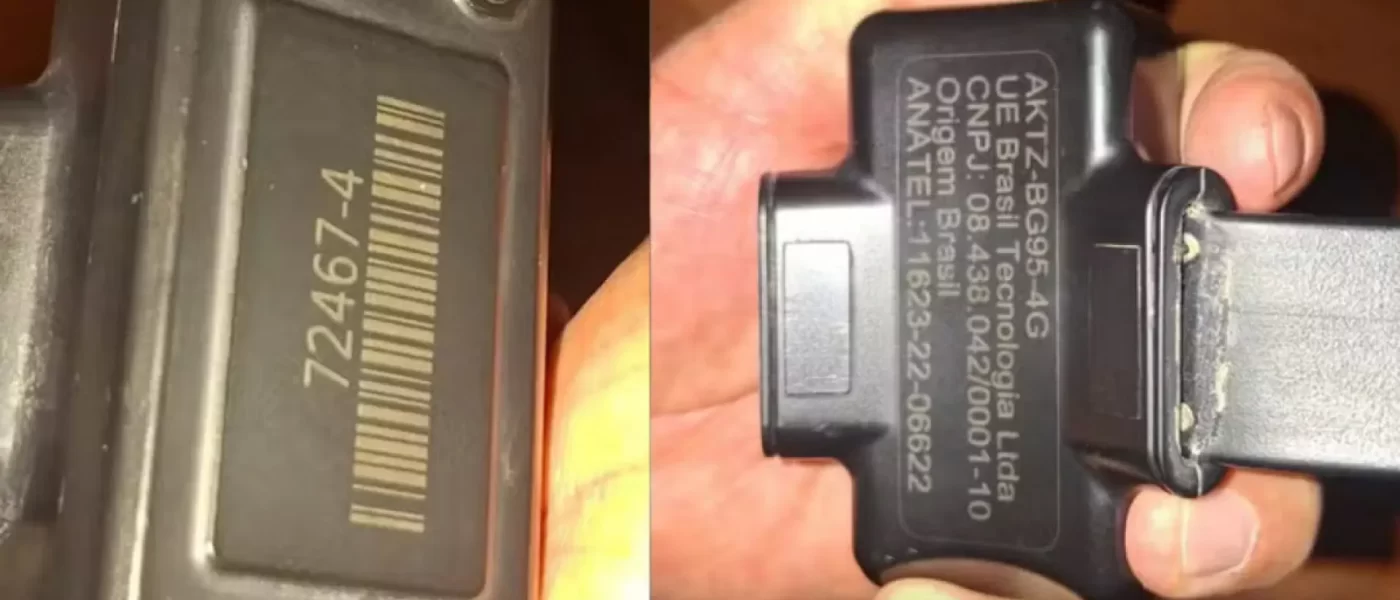 72467-4
AKTZ-BG95-4G
UE Brasil Tecnologia Ltda
CNPJ: 08.438.042/0001-10
Origem Brasil
ANATEL:11623-22-06622